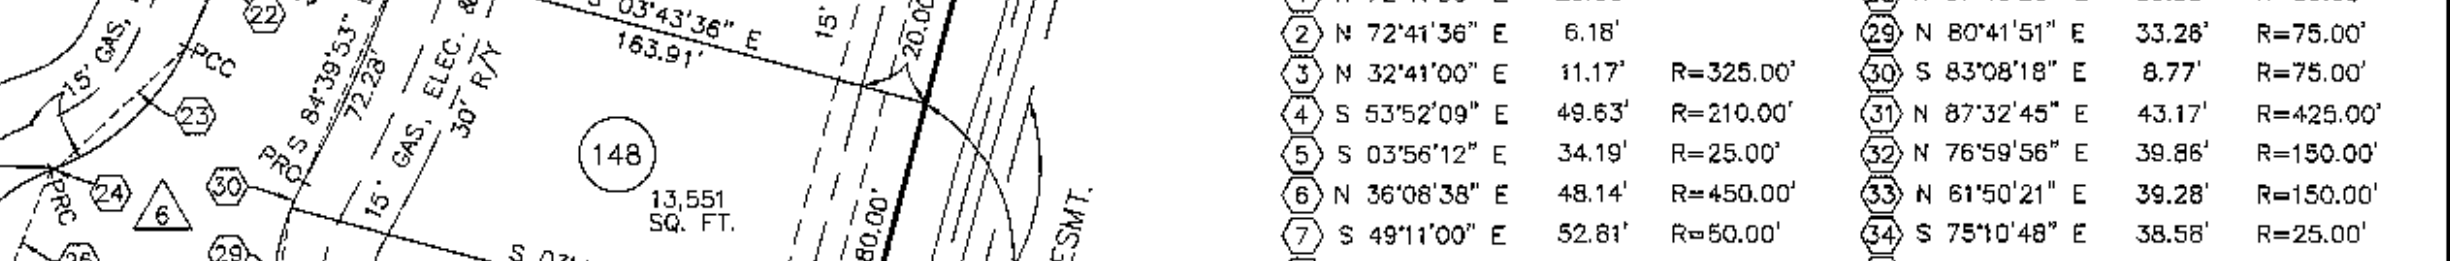 22
15' GAS,
PCC
23
S 84°39'53"
72.28'
GAS, ELEC. &
15'
30' R/Y
03°43'36" E
163.91'
15'
20.00
148
13,551
SQ. FT.
PRC
24
PRC
6
30
29
80.00'
ESMT.
2 N 72°41'36" E 6.18'
3 N 32°41'00" E 11.17' R=325.00'
4 S 53°52'09" E 49.63' R=210.00'
5 S 03°56'12" E 34.19' R=25.00'
6 N 36°08'38" E 48.14' R=450.00'
7 S 49°11'00" E 52.81' R=50.00'
29 N 80°41'51" E 33.28' R=75.00'
30 S 83°08'18" E 8.77' R=75.00'
31 N 87°32'45" E 43.17' R=425.00'
32 N 76°59'56" E 39.86' R=150.00'
33 N 61°50'21" E 39.28' R=150.00'
34 S 75°10'48" E 38.58' R=25.00'